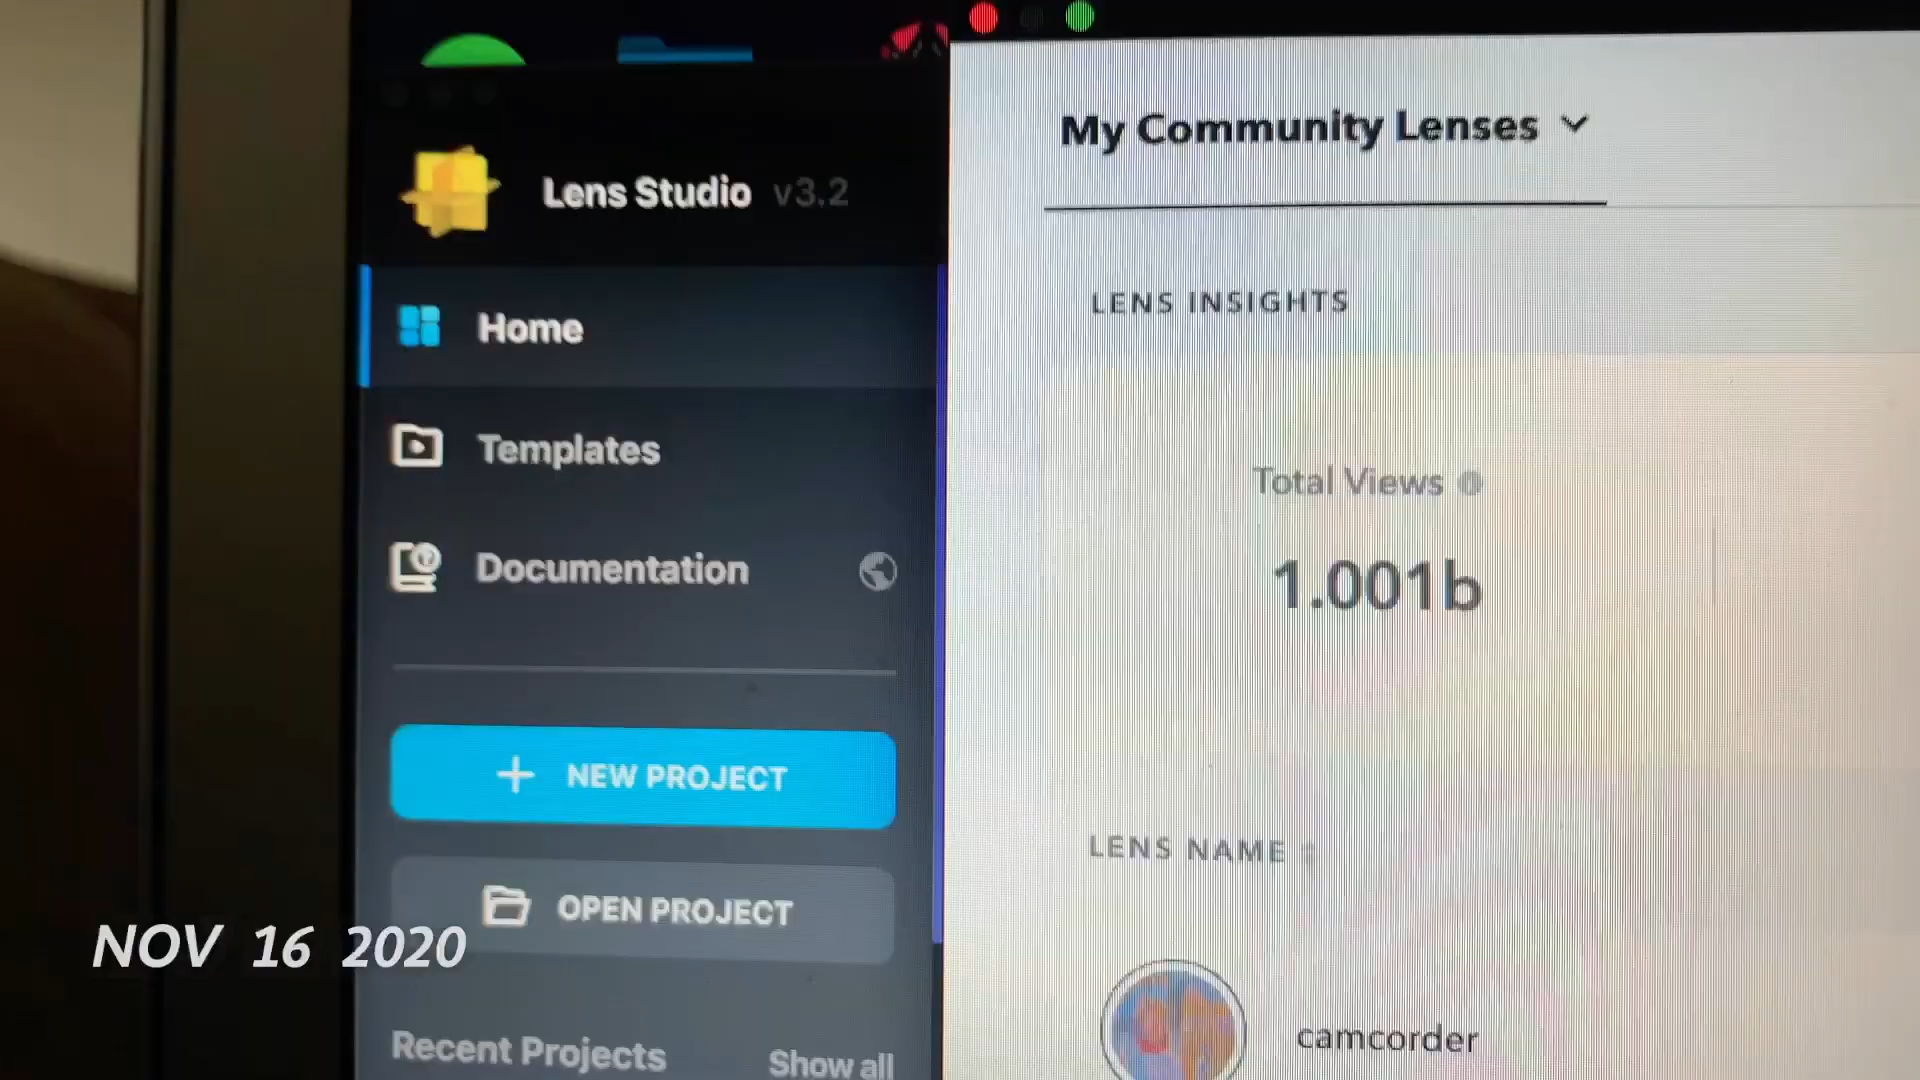 Lens Studio v3.2
Home
Templates
Documentation
NEW PROJECT
OPEN PROJECT
Recent Projects Show all
My Community Lenses
LENS INSIGHTS
Total Views
1.001b
LENS NAME
camcorder
NOV 16 2020